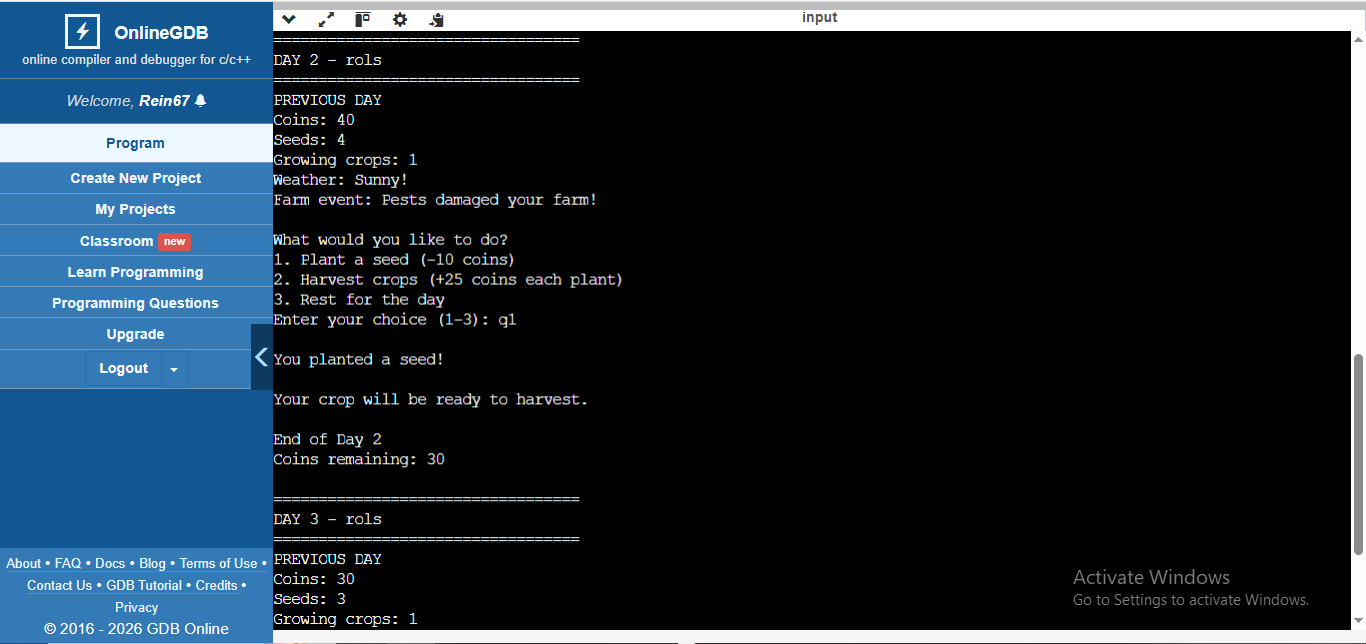 OnlineGDB
online compiler and debugger for c/c++
Welcome, Rein67
Program
Create New Project
My Projects
Classroom new
Learn Programming
Programming Questions
Upgrade
Logout
About • FAQ • Docs • Blog • Terms of Use •
Contact Us • GDB Tutorial • Credits •
Privacy
© 2016 - 2026 GDB Online
input
==================================
DAY 2 - rols
==================================
PREVIOUS DAY
Coins: 40
Seeds: 4
Growing crops: 1
Weather: Sunny!
Farm event: Pests damaged your farm!
What would you like to do?
1. Plant a seed (-10 coins)
2. Harvest crops (+25 coins each plant)
3. Rest for the day
Enter your choice (1-3): q1
You planted a seed!
Your crop will be ready to harvest.
End of Day 2
Coins remaining: 30
==================================
DAY 3 - rols
==================================
PREVIOUS DAY
Coins: 30
Seeds: 3
Growing crops: 1
Activate Windows
Go to Settings to activate Windows.